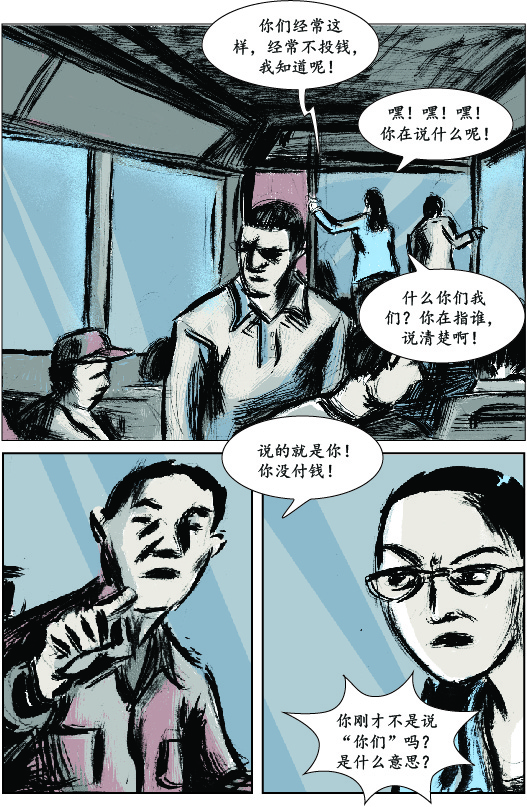 你们经常这
样，经常不投钱，
我知道呢！
嘿！嘿！嘿！
你在说什么呢！
什么你们我
们？你在指谁，
说清楚啊！
说的就是你！
你没付钱！
你刚才不是说
“你们”吗？
是什么意思？